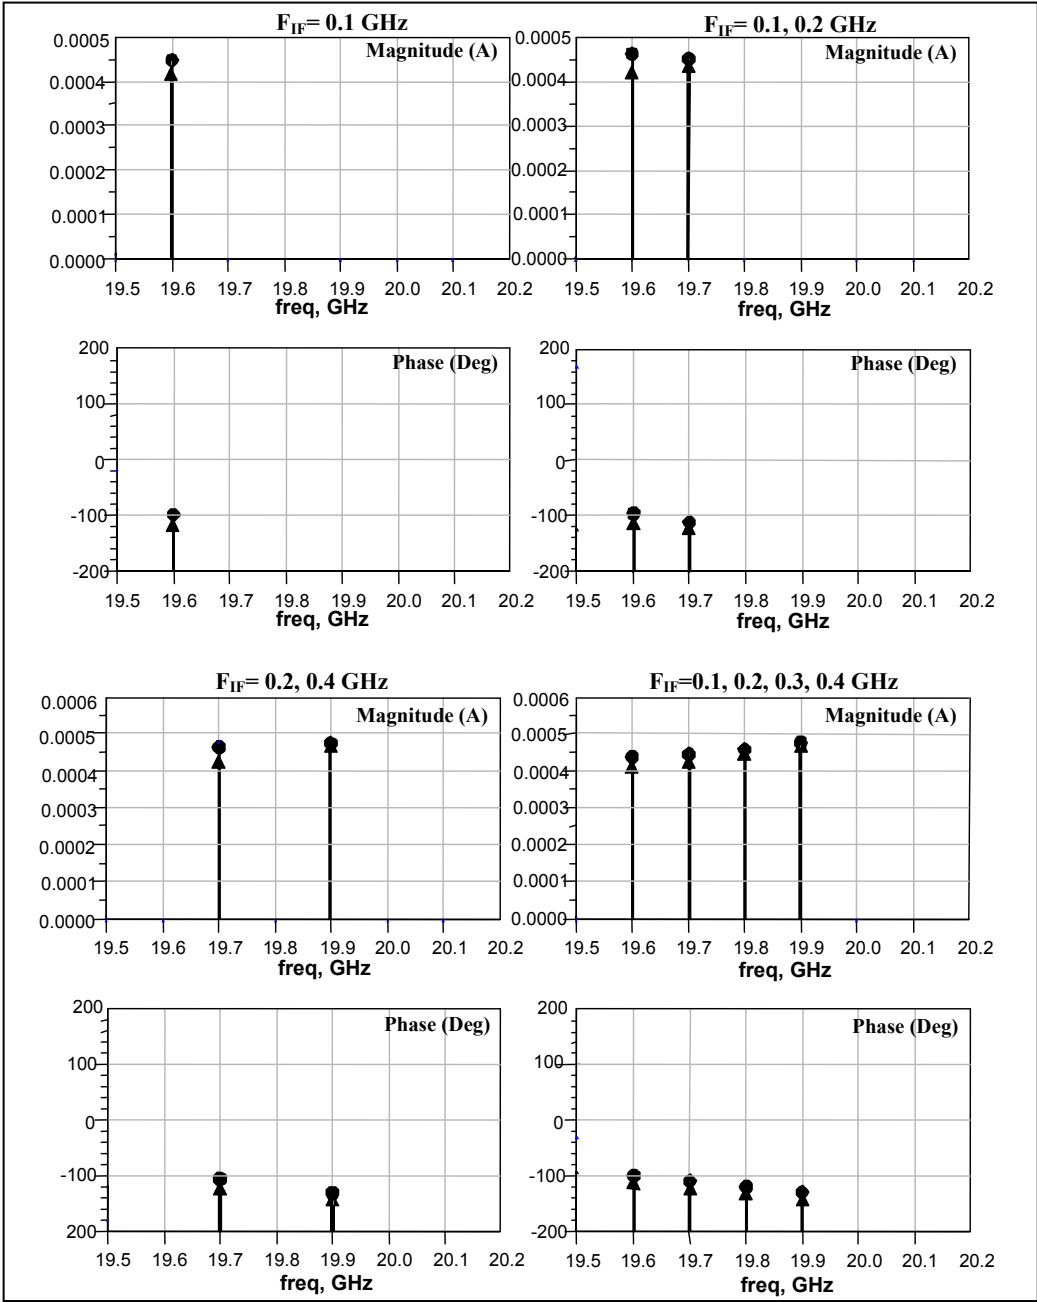 F_IF= 0.1 GHz
Magnitude (A)
0.0005
0.0004
0.0003
0.0002
0.0001
0.0000
19.5 19.6 19.7 19.8 19.9 20.0 20.1 20.2
freq, GHz
F_IF= 0.1, 0.2 GHz
Magnitude (A)
0.0005
0.0004
0.0003
0.0002
0.0001
0.0000
19.5 19.6 19.7 19.8 19.9 20.0 20.1 20.2
freq, GHz
Phase (Deg)
200
100
0
-100
-200
19.5 19.6 19.7 19.8 19.9 20.0 20.1 20.2
freq, GHz
Phase (Deg)
200
100
0
-100
-200
19.5 19.6 19.7 19.8 19.9 20.0 20.1 20.2
freq, GHz
F_IF= 0.2, 0.4 GHz
Magnitude (A)
0.0006
0.0005
0.0004
0.0003
0.0002
0.0001
0.0000
19.5 19.6 19.7 19.8 19.9 20.0 20.1 20.2
freq, GHz
F_IF=0.1, 0.2, 0.3, 0.4 GHz
Magnitude (A)
0.0006
0.0005
0.0004
0.0003
0.0002
0.0001
0.0000
19.5 19.6 19.7 19.8 19.9 20.0 20.1 20.2
freq, GHz
Phase (Deg)
200
100
0
-100
200
19.5 19.6 19.7 19.8 19.9 20.0 20.1 20.2
freq, GHz
Phase (Deg)
200
100
0
-100
-200
19.5 19.6 19.7 19.8 19.9 20.0 20.1 20.2
freq, GHz